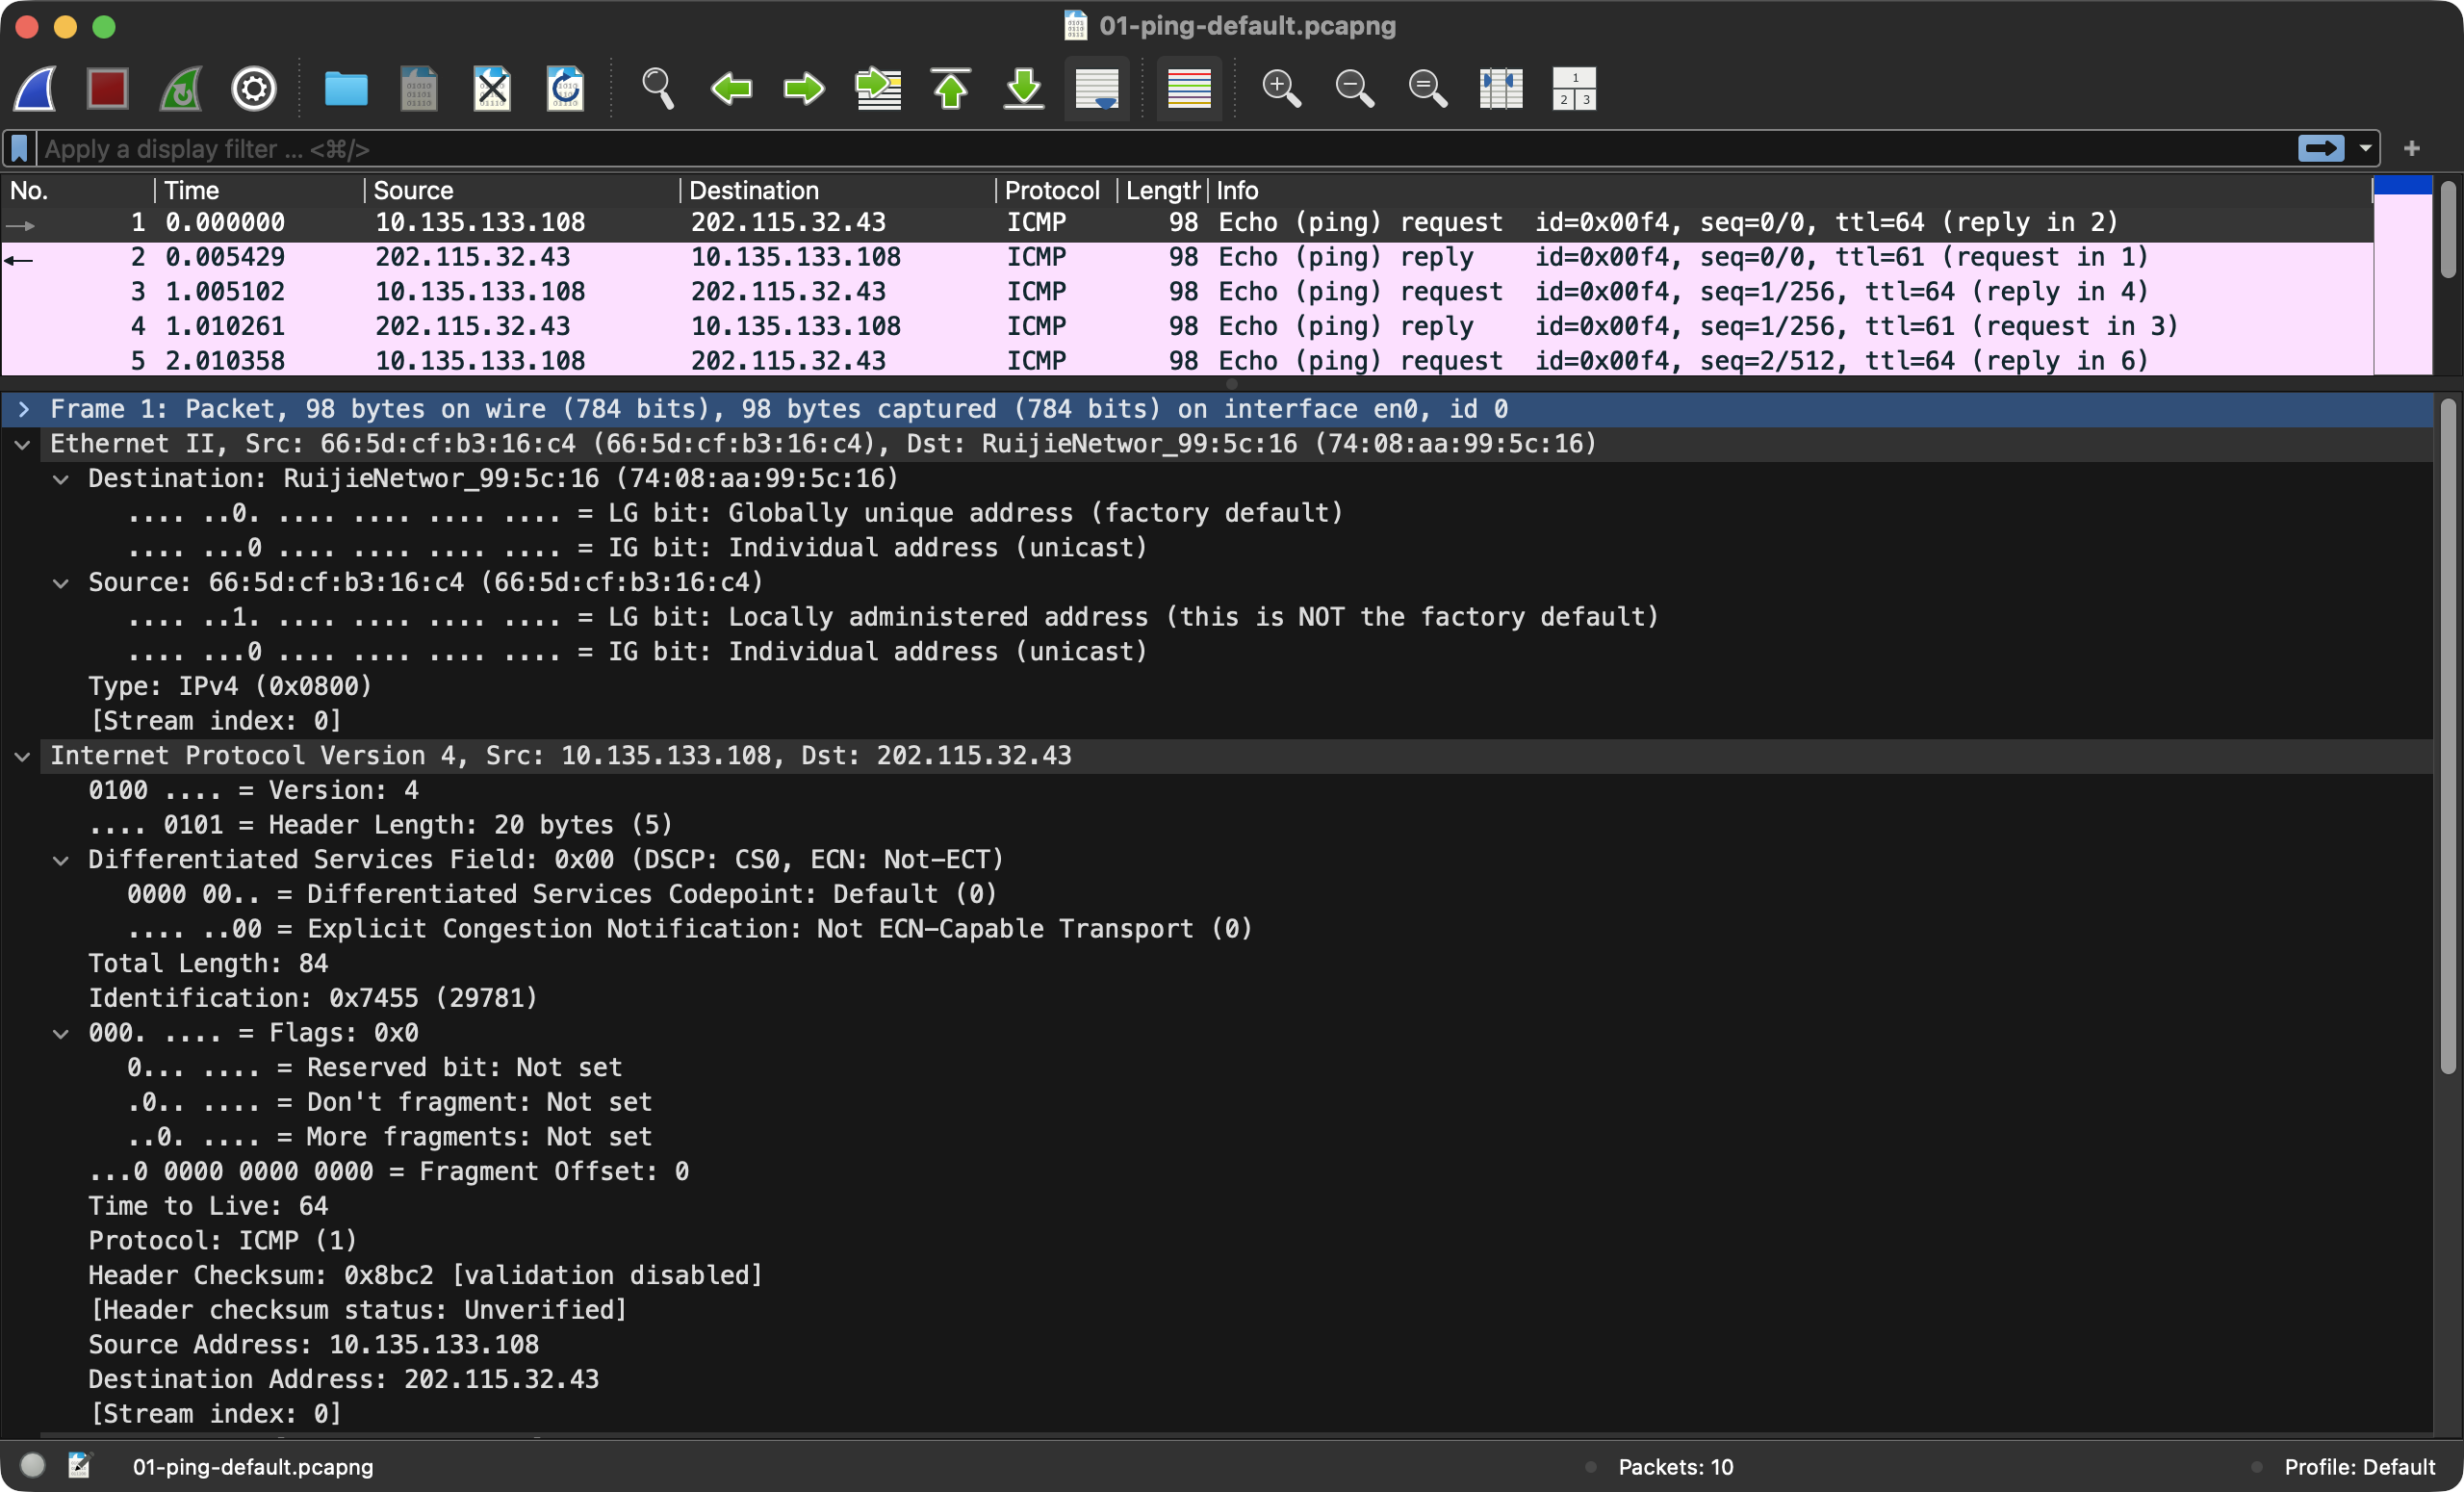 01-ping-default.pcapng
Apply a display filter ... <⌘/>
No. Time Source Destination Protocol Length Info
1 0.000000 10.135.133.108 202.115.32.43 ICMP 98 Echo (ping) request id=0x00f4, seq=0/0, ttl=64 (reply in 2)
2 0.005429 202.115.32.43 10.135.133.108 ICMP 98 Echo (ping) reply id=0x00f4, seq=0/0, ttl=61 (request in 1)
3 1.005102 10.135.133.108 202.115.32.43 ICMP 98 Echo (ping) request id=0x00f4, seq=1/256, ttl=64 (reply in 4)
4 1.010261 202.115.32.43 10.135.133.108 ICMP 98 Echo (ping) reply id=0x00f4, seq=1/256, ttl=61 (request in 3)
5 2.010358 10.135.133.108 202.115.32.43 ICMP 98 Echo (ping) request id=0x00f4, seq=2/512, ttl=64 (reply in 6)
Frame 1: Packet, 98 bytes on wire (784 bits), 98 bytes captured (784 bits) on interface en0, id 0
Ethernet II, Src: 66:5d:cf:b3:16:c4 (66:5d:cf:b3:16:c4), Dst: RuijieNetwor_99:5c:16 (74:08:aa:99:5c:16)
Destination: RuijieNetwor_99:5c:16 (74:08:aa:99:5c:16)
.... ..0. .... .... .... .... = LG bit: Globally unique address (factory default)
.... ...0 .... .... .... .... = IG bit: Individual address (unicast)
Source: 66:5d:cf:b3:16:c4 (66:5d:cf:b3:16:c4)
.... ..1. .... .... .... .... = LG bit: Locally administered address (this is NOT the factory default)
.... ...0 .... .... .... .... = IG bit: Individual address (unicast)
Type: IPv4 (0x0800)
[Stream index: 0]
Internet Protocol Version 4, Src: 10.135.133.108, Dst: 202.115.32.43
0100 .... = Version: 4
.... 0101 = Header Length: 20 bytes (5)
Differentiated Services Field: 0x00 (DSCP: CS0, ECN: Not-ECT)
0000 00.. = Differentiated Services Codepoint: Default (0)
.... ..00 = Explicit Congestion Notification: Not ECN-Capable Transport (0)
Total Length: 84
Identification: 0x7455 (29781)
000. .... = Flags: 0x0
0... .... = Reserved bit: Not set
.0.. .... = Don't fragment: Not set
..0. .... = More fragments: Not set
...0 0000 0000 0000 = Fragment Offset: 0
Time to Live: 64
Protocol: ICMP (1)
Header Checksum: 0x8bc2 [validation disabled]
[Header checksum status: Unverified]
Source Address: 10.135.133.108
Destination Address: 202.115.32.43
[Stream index: 0]
01-ping-default.pcapng Packets: 10 Profile: Default